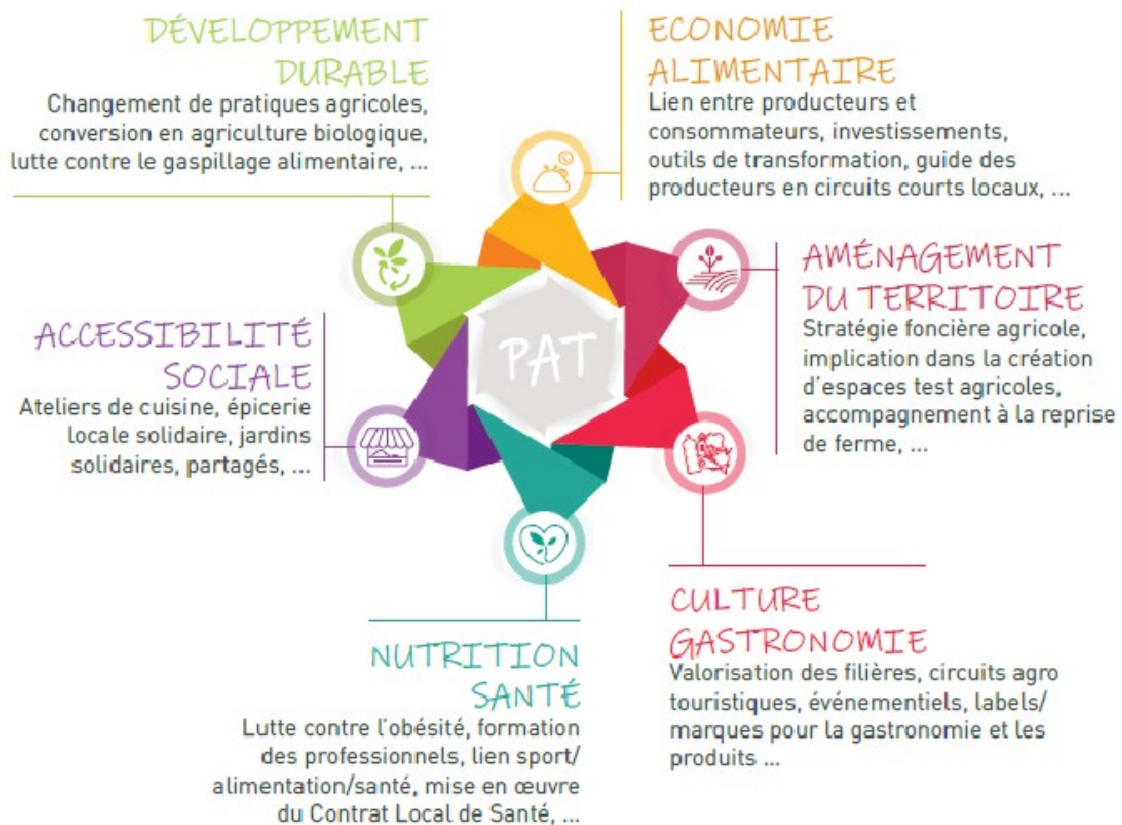 DÉVELOPPEMENT
DURABLE
Changement de pratiques agricoles,
conversion en agriculture biologique,
lutte contre le gaspillage alimentaire, ...
ECONOMIE
ALIMENTAIRE
Lien entre producteurs et
consommateurs, investissements,
outils de transformation, guide des
producteurs en circuits courts locaux, ...
AMÉNAGEMENT
DU TERRITOIRE
Stratégie foncière agricole,
implication dans la création
d'espaces test agricoles,
accompagnement à la reprise
de ferme, ...
PAT
ACCESSIBILITÉ
SOCIALE
Ateliers de cuisine, épicerie
locale solidaire, jardins
solidaires, partagés, ...
CULTURE
GASTRONOMIE
Valorisation des filières, circuits agro
touristiques, événementiels, labels/
marques pour la gastronomie et les
produits ...
NUTRITION
SANTÉ
Lutte contre l'obésité, formation
des professionnels, lien sport/
alimentation/santé, mise en œuvre
du Contrat Local de Santé, ...